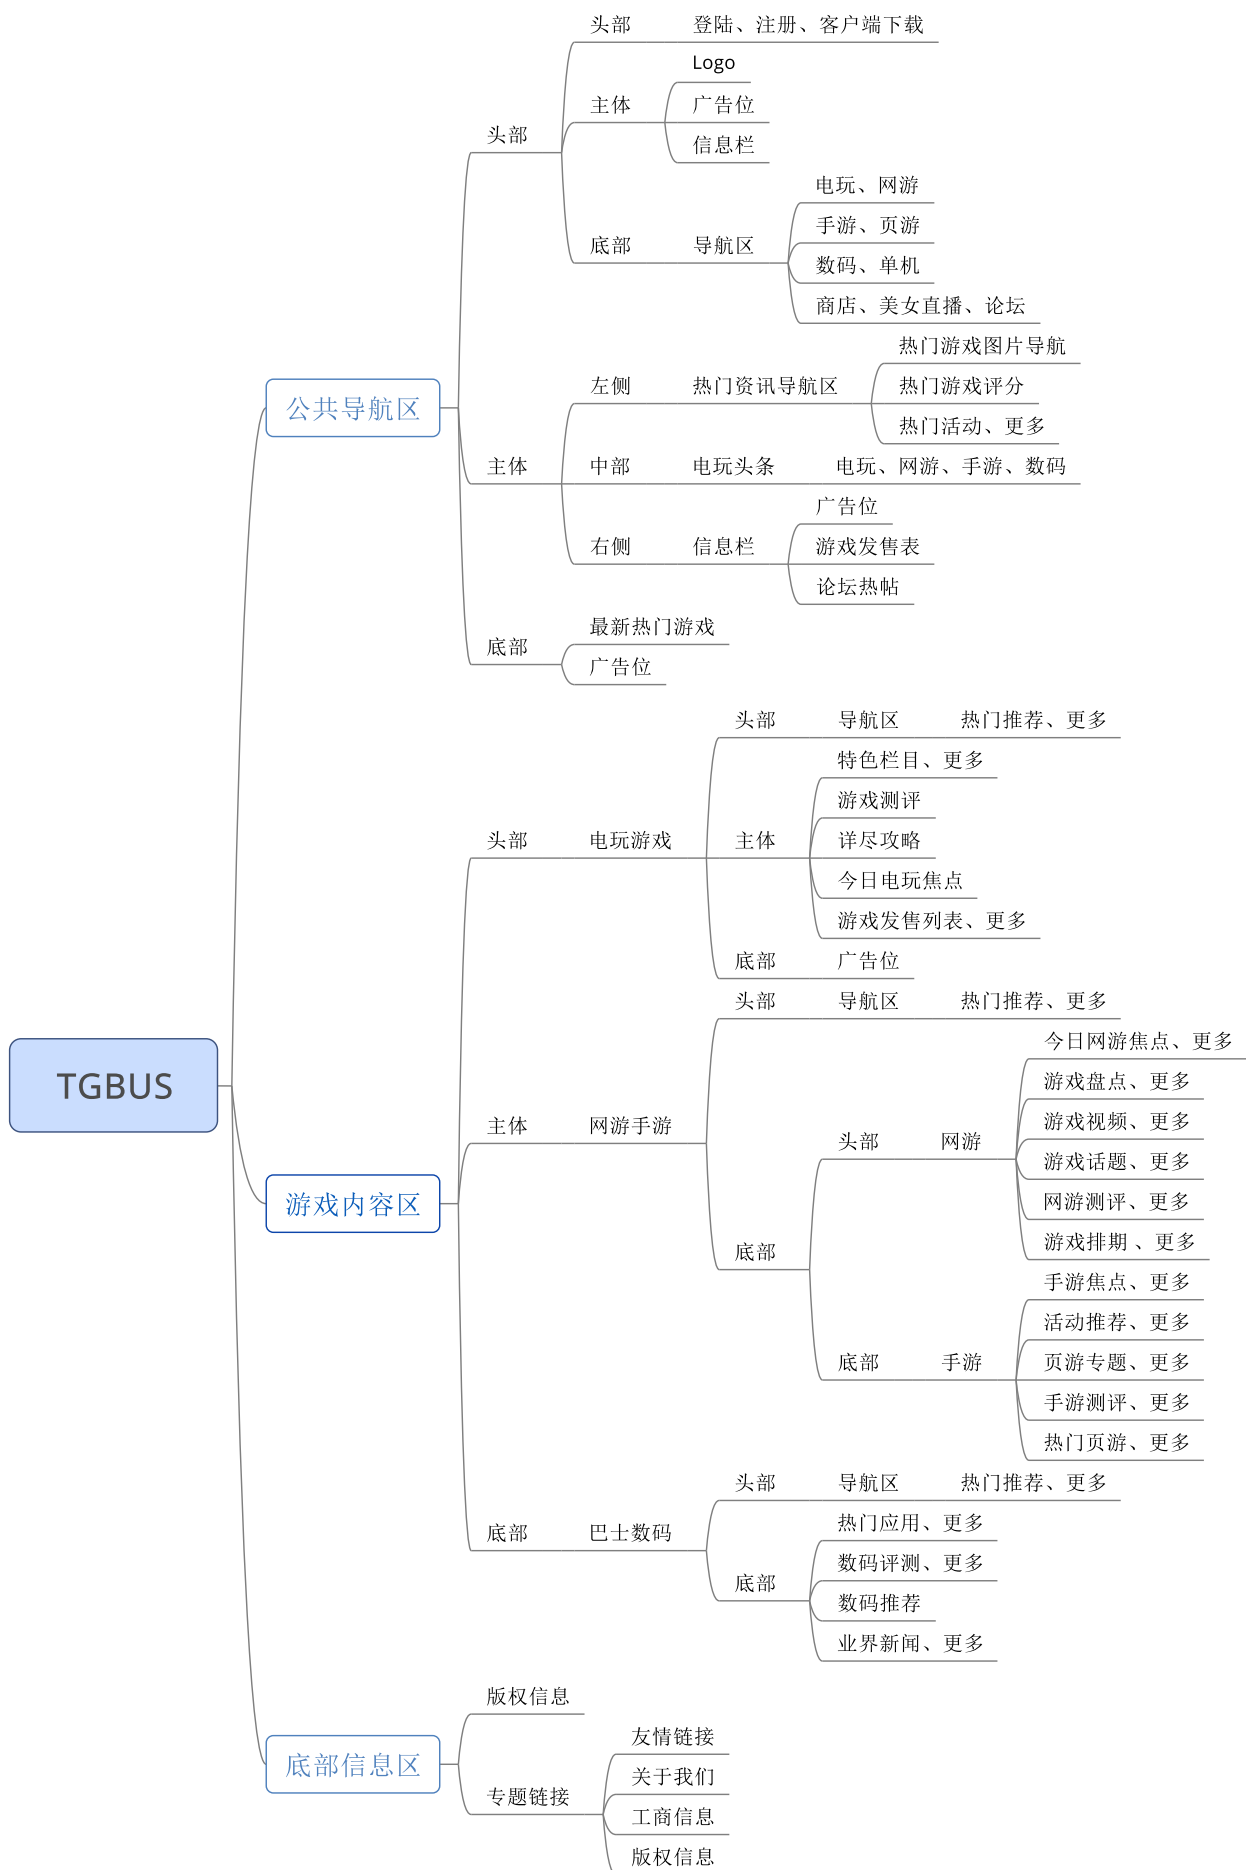 TGBUS
公共导航区
头部
头部
登陆、注册、客户端下载
主体
Logo
广告位
信息栏
底部
导航区
电玩、网游
手游、页游
数码、单机
商店、美女直播、论坛
主体
左侧
热门资讯导航区
热门游戏图片导航
热门游戏评分
热门活动、更多
中部
电玩头条
电玩、网游、手游、数码
右侧
信息栏
广告位
游戏发售表
论坛热帖
底部
最新热门游戏
广告位
游戏内容区
头部
电玩游戏
头部
导航区
热门推荐、更多
主体
特色栏目、更多
游戏测评
详尽攻略
今日电玩焦点
游戏发售列表、更多
底部
广告位
主体
网游手游
头部
导航区
热门推荐、更多
底部
头部
网游
今日网游焦点、更多
游戏盘点、更多
游戏视频、更多
游戏话题、更多
网游测评、更多
游戏排期 、更多
底部
手游
手游焦点、更多
活动推荐、更多
页游专题、更多
手游测评、更多
热门页游、更多
底部
巴士数码
头部
导航区
热门推荐、更多
底部
热门应用、更多
数码评测、更多
数码推荐
业界新闻、更多
底部信息区
版权信息
专题链接
友情链接
关于我们
工商信息
版权信息